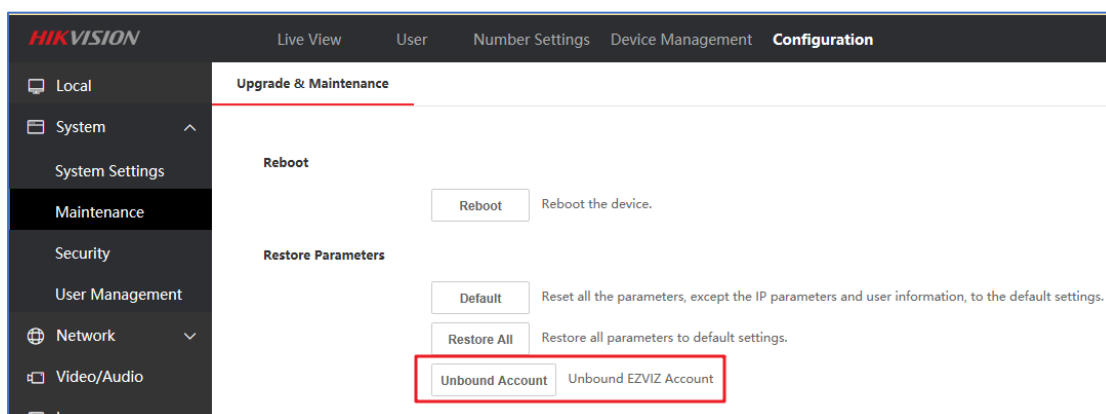 HIKVISION
Live View User Number Settings Device Management Configuration
Local
System
System Settings
Maintenance
Security
User Management
Network
Video/Audio
Upgrade & Maintenance
Reboot
Reboot Reboot the device.
Restore Parameters
Default Reset all the parameters, except the IP parameters and user information, to the default settings.
Restore All Restore all parameters to default settings.
Unbound Account Unbound EZVIZ Account